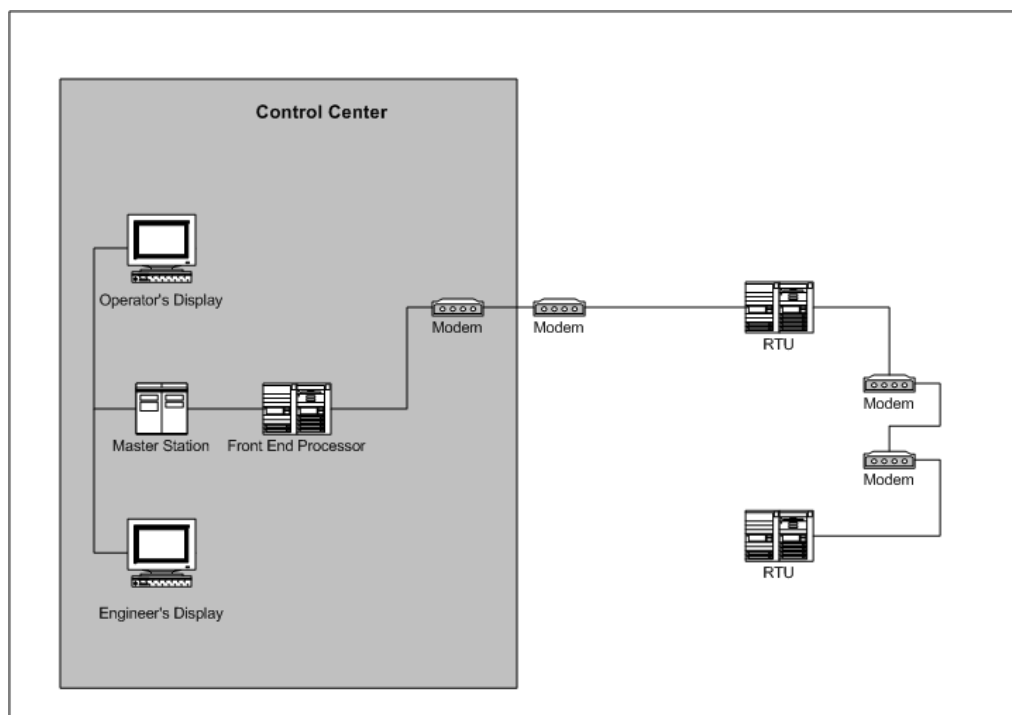 Control Center
Operator's Display
Modem
Modem
RTU
Modem
Master Station
Front End Processor
Modem
RTU
Engineer's Display